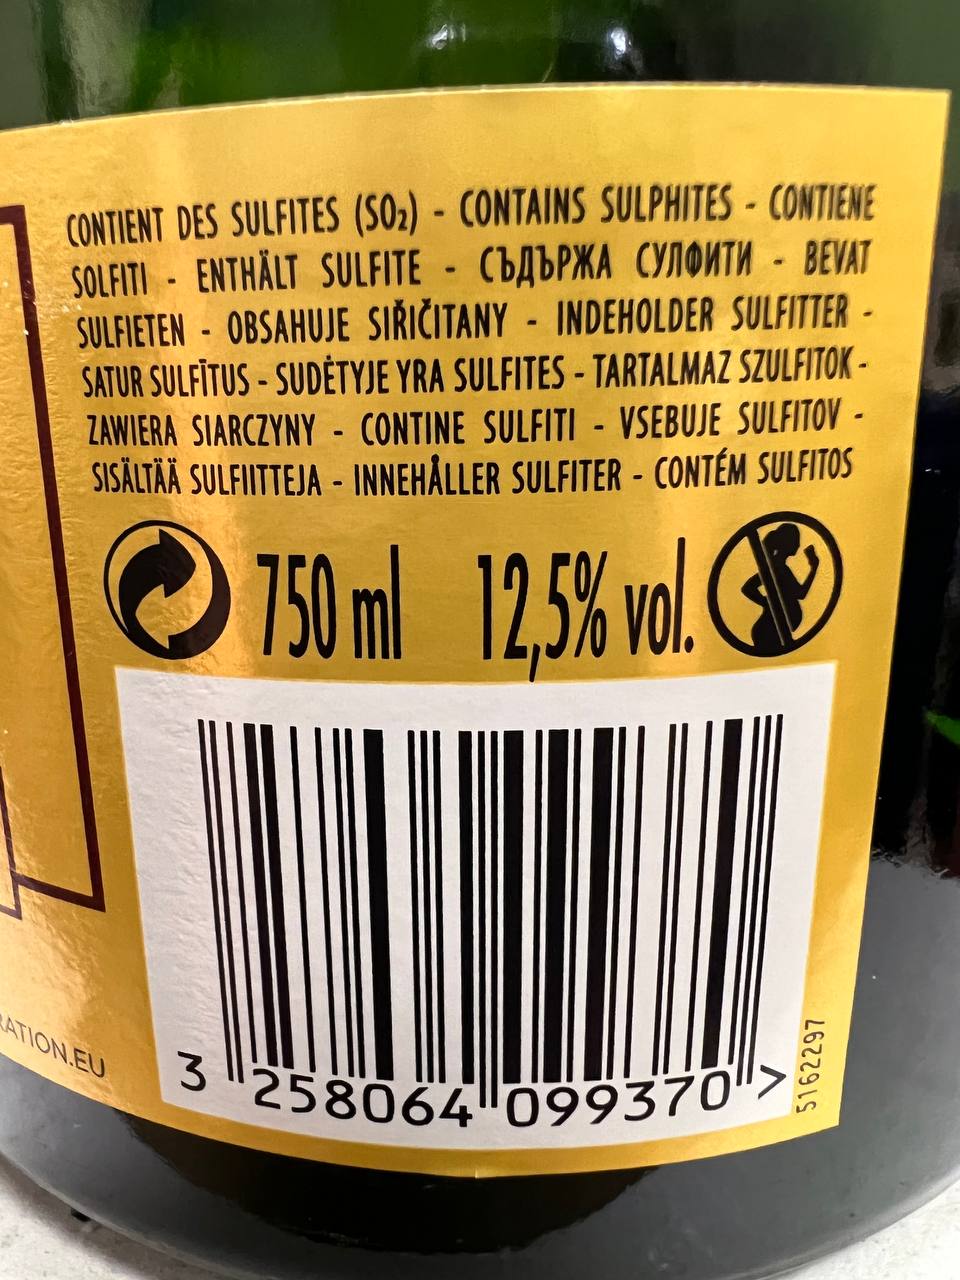 CONTIENT DES SULFITES (SO₂) - CONTAINS SULPHITES - CONTIENE
SOLFITI - ENTHÄLT SULFITE - СЪДЪРЖА СУЛФИТИ - BEVAT
SULFIETEN - OBSAHUJE SIŘIČITANY - INDEHOLDER SULFITTER -
SATUR SULFĪTUS - SUDĖTYJE YRA SULFITES - TARTALMAZ SZULFITOK -
ZAWIERA SIARCZYNY - CONTINE SULFITI - VSEBUJE SULFITOV -
SISÄLTÄÄ SULFIITTEJA - INNEHÅLLER SULFITER - CONTÉM SULFITOS
750 ml 12,5% vol.
3 258064 099370 >
5162297
RATION.EU